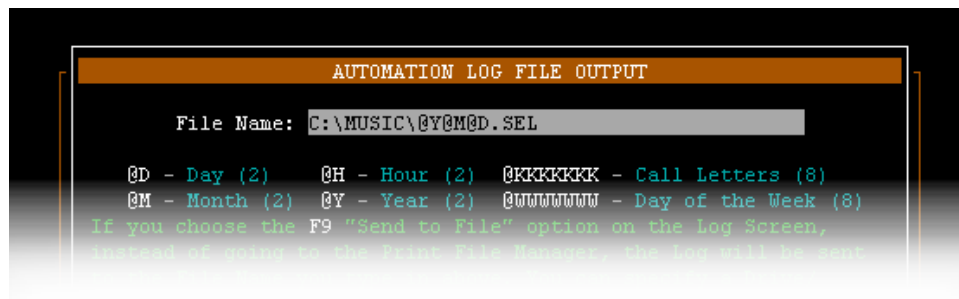 AUTOMATION LOG FILE OUTPUT
File Name: C:\MUSIC\@Y@M@D.SEL
@D - Day (2) @H - Hour (2) @KKKKKKK - Call Letters (8)
@M - Month (2) @Y - Year (2) @WWWWWWW - Day of the Week (8)
If you choose the F9 "Send to File" option on the Log Screen,
instead of going to the Print File Manager, the Log will be sent